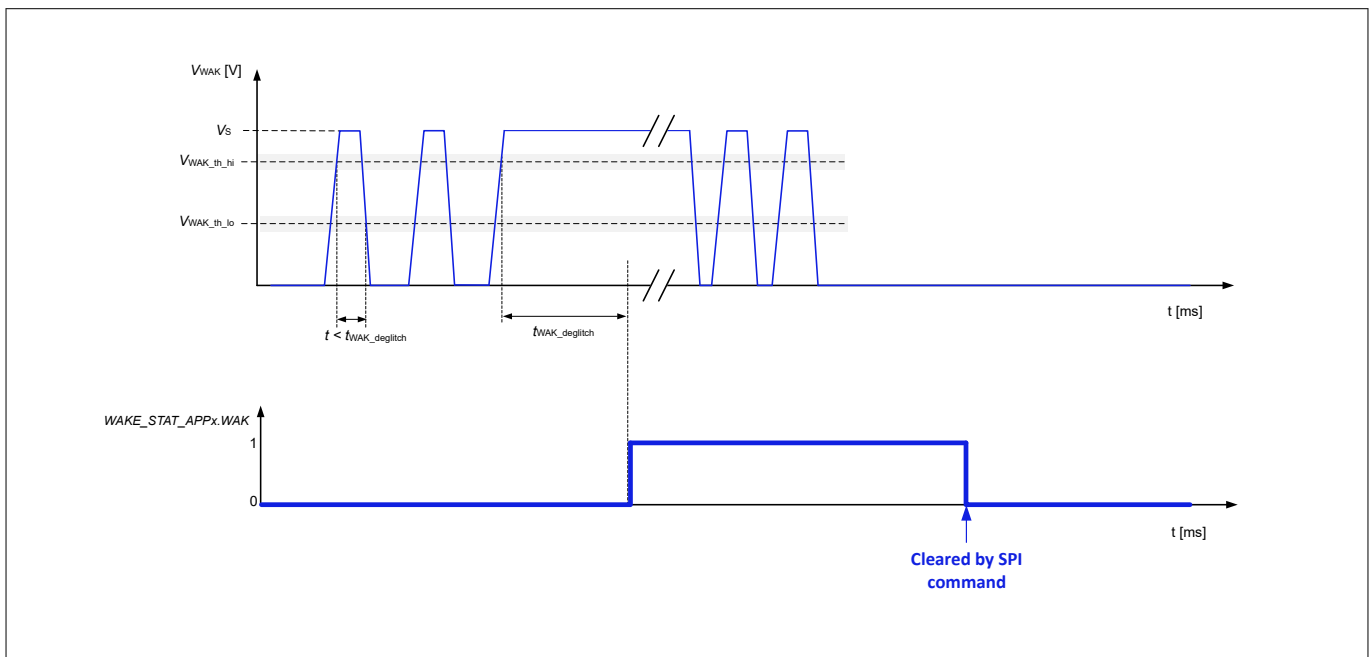 VWAK [V]
VS
VWAK_th_hi
VWAK_th_lo
t [ms]
t < tWAK_deglitch
tWAK_deglitch
WAKE_STAT_APPx.WAK
1
0
t [ms]
Cleared by SPI
command